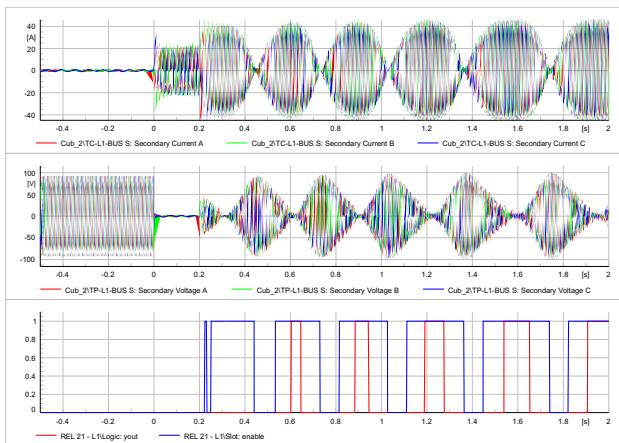 40
[A]
20
0
-20
-40
-0.4 -0.2 0 0.2 0.4 0.6 0.8 1 1.2 1.4 1.6 1.8 [s] 2
Cub_2\TC-L1-BUS S: Secondary Current A Cub_2\TC-L1-BUS S: Secondary Current B Cub_2\TC-L1-BUS S: Secondary Current C
100
[V]
50
0
-50
-100
-0.4 -0.2 0 0.2 0.4 0.6 0.8 1 1.2 1.4 1.6 1.8 [s] 2
Cub_2\TP-L1-BUS S: Secondary Voltage A Cub_2\TP-L1-BUS S: Secondary Voltage B Cub_2\TP-L1-BUS S: Secondary Voltage C
1
0.8
0.6
0.4
0.2
0
-0.4 -0.2 0 0.2 0.4 0.6 0.8 1 1.2 1.4 1.6 [s] 1.8 2
REL 21 - L1\Logic: yout REL 21 - L1\Slot: enable